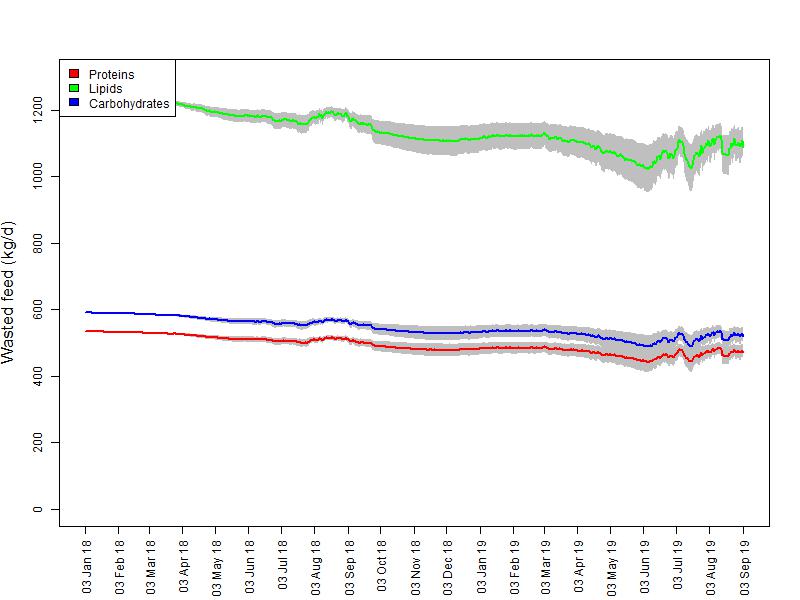 Proteins
Lipids
Carbohydrates
Wasted feed (kg/d)
1200
1000
800
600
400
200
0
03 Jan 18
03 Feb 18
03 Mar 18
03 Apr 18
03 May 18
03 Jun 18
03 Jul 18
03 Aug 18
03 Sep 18
03 Oct 18
03 Nov 18
03 Dec 18
03 Jan 19
03 Feb 19
03 Mar 19
03 Apr 19
03 May 19
03 Jun 19
03 Jul 19
03 Aug 19
03 Sep 19